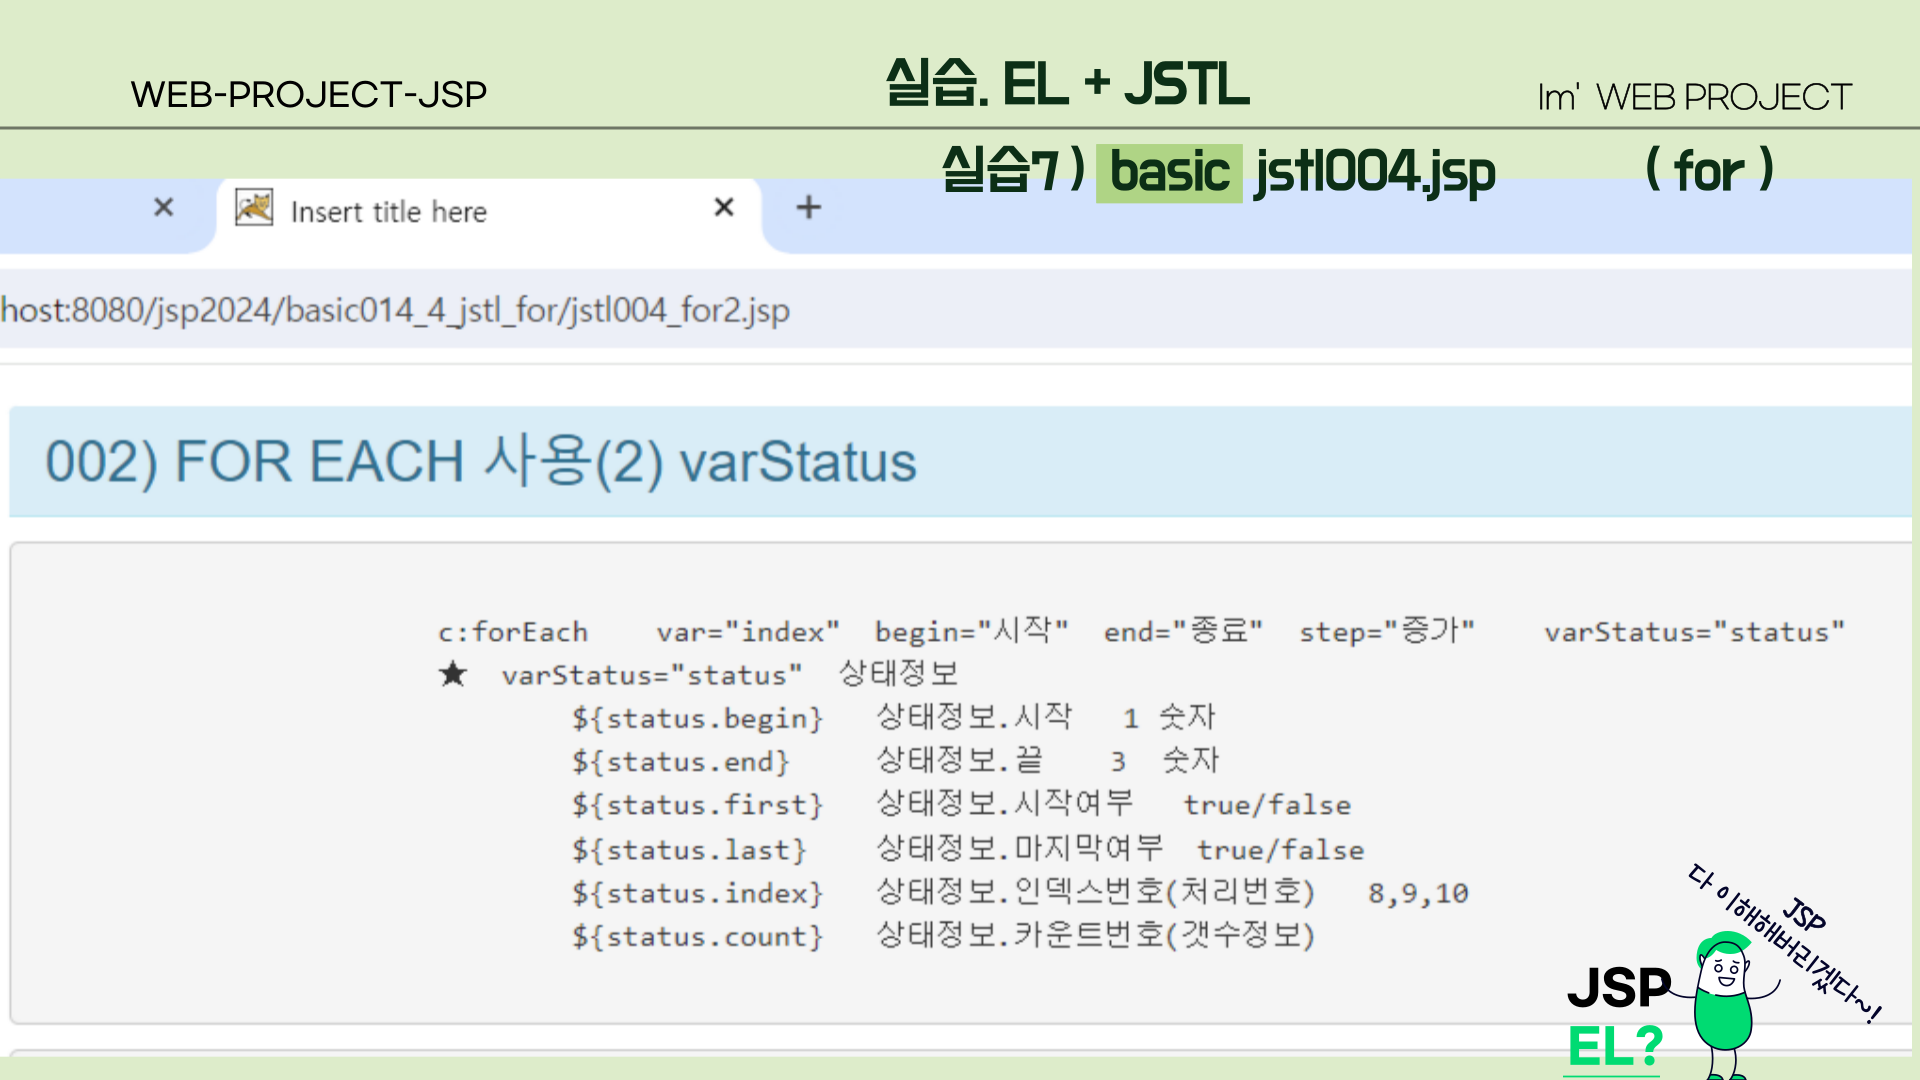 WEB-PROJECT-JSP
실습. EL + JSTL
Im' WEB PROJECT
실습7 ) basic jstl004.jsp ( for )
Insert title here
host:8080/jsp2024/basic014_4_jstl_for/jstl004_for2.jsp
002) FOR EACH 사용(2) varStatus
c:forEach var="index" begin="시작" end="종료" step="증가" varStatus="status"
★ varStatus="status" 상태정보
${status.begin} 상태정보.시작 1 숫자
${status.end} 상태정보.끝 3 숫자
${status.first} 상태정보.시작여부 true/false
${status.last} 상태정보.마지막여부 true/false
${status.index} 상태정보.인덱스번호(처리번호) 8,9,10
${status.count} 상태정보.카운트번호(갯수정보)
JSP
다 이해해버리겠다~!
JSP
EL?